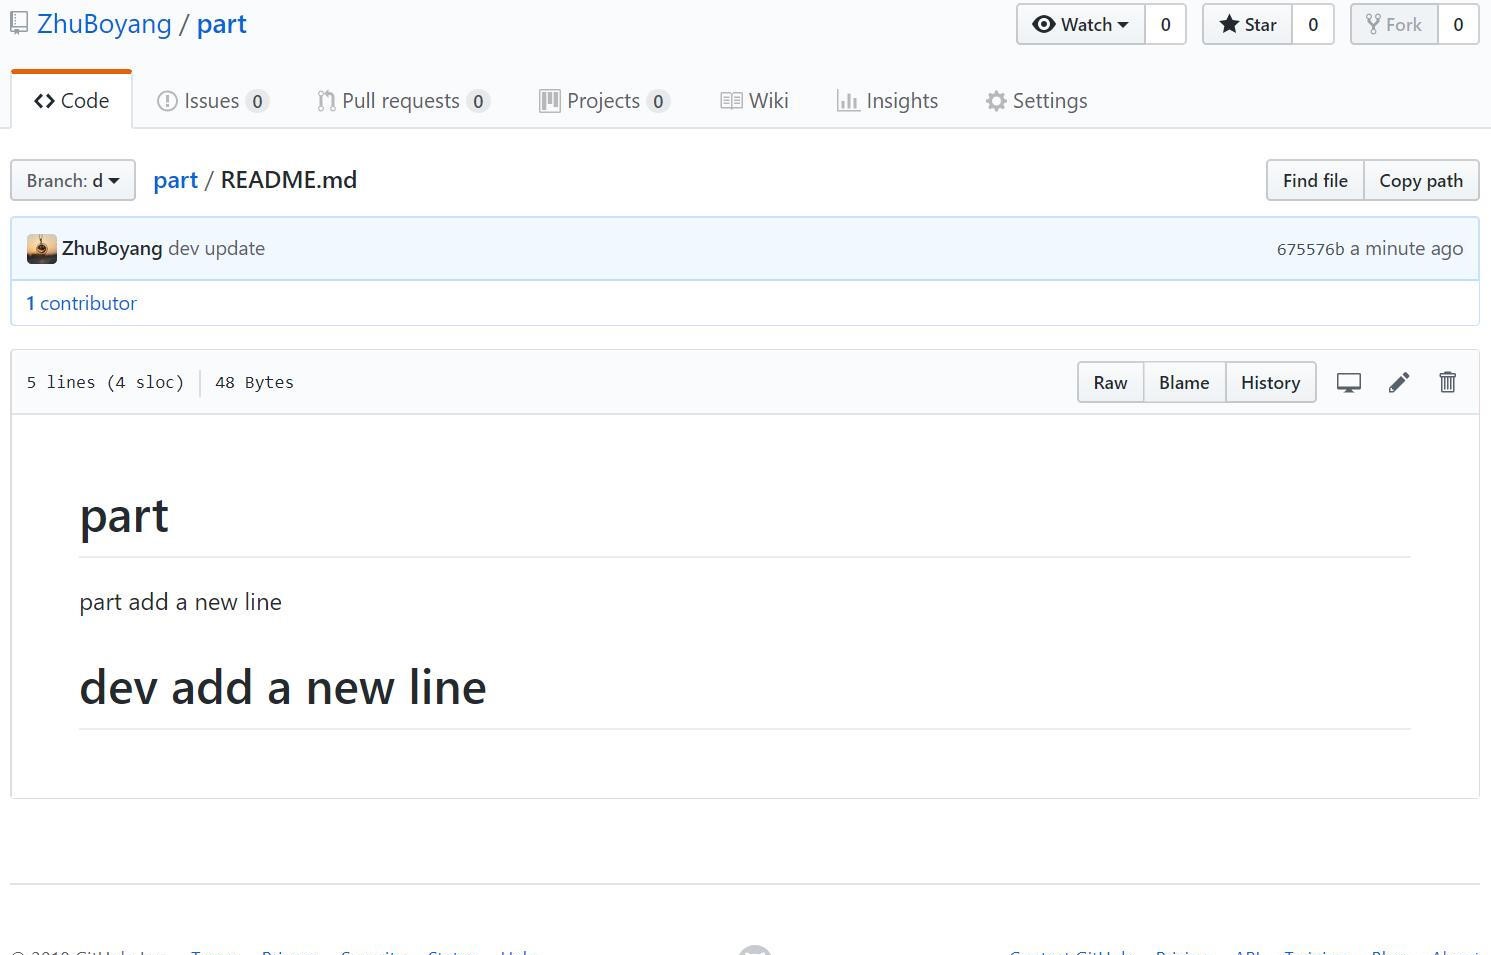 ZhuBoyang / part
Watch 0 Star 0 Fork 0
Code Issues 0 Pull requests 0 Projects 0 Wiki Insights Settings
Branch: d part / README.md Find file Copy path
ZhuBoyang dev update 675576b a minute ago
1 contributor
5 lines (4 sloc) 48 Bytes Raw Blame History
part
part add a new line
dev add a new line